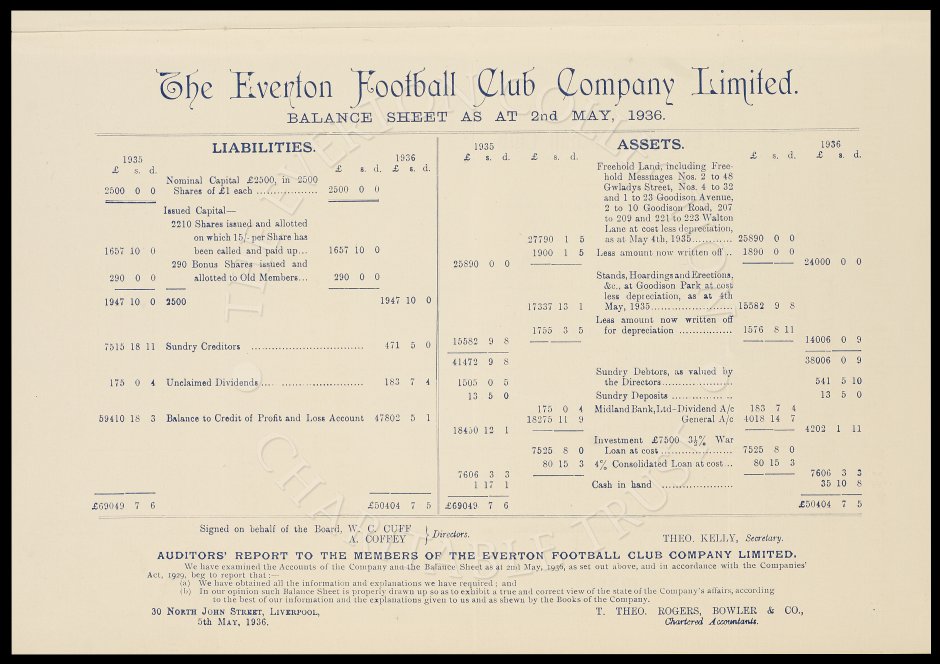 The Everton Football Club Company Limited.
BALANCE SHEET AS AT 2nd MAY, 1936.
LIABILITIES.
1935 1936
£ s. d. £ s. d. £ s. d.
Nominal Capital £2500, in 2500
2500 0 0 Shares of £1 each .................. 2500 0 0
Issued Capital—
2210 Shares issued and allotted
on which 15/- per Share has
1657 10 0 been called and paid up... 1657 10 0
290 Bonus Shares issued and
290 0 0 allotted to Old Members... 290 0 0
1947 10 0 2500 1947 10 0
7515 18 11 Sundry Creditors ................................. 471 5 0
175 0 4 Unclaimed Dividends .............................. 183 7 4
59410 18 3 Balance to Credit of Profit and Loss Account 47802 5 1
£69049 7 6 £50404 7 5
ASSETS.
1935 1936
£ s. d. £ s. d. £ s. d. £ s. d.
Freehold Land, including Free-
hold Messuages Nos. 2 to 48
Gwladys Street, Nos. 4 to 32
and 1 to 23 Goodison Avenue,
2 to 10 Goodison Road, 207
to 209 and 221 to 223 Walton
Lane at cost less depreciation,
27790 1 5 as at May 4th, 1935............ 25890 0 0
1900 1 5 Less amount now written off .. 1890 0 0
25890 0 0 24000 0 0
Stands, Hoardings and Erections,
&c., at Goodison Park at cost
less depreciation, as at 4th
17337 13 1 May, 1935........................ 15582 9 8
Less amount now written off
1755 3 5 for depreciation ................ 1576 8 11
15582 9 8 14006 0 9
41472 9 8 38006 0 9
Sundry Debtors, as valued by
1505 0 5 the Directors..................... 541 5 10
13 5 0 Sundry Deposits .................. 13 5 0
175 0 4 Midland Bank, Ltd-Dividend A/c 183 7 4
18275 11 9 General A/c 4018 14 7
18450 12 1 4202 1 11
Investment £7500 3½% War
7525 8 0 Loan at cost ..................... 7525 8 0
80 15 3 4% Consolidated Loan at cost .. 80 15 3
7606 3 3 7606 3 3
1 17 1 Cash in hand ..................... 35 10 8
£69049 7 6 £50404 7 5
Signed on behalf of the Board, W. C. CUFF
A. COFFEY } Directors.
THEO. KELLY, Secretary.
AUDITORS' REPORT TO THE MEMBERS OF THE EVERTON FOOTBALL CLUB COMPANY LIMITED.
We have examined the Accounts of the Company and the Balance Sheet as at 2nd May, 1936, as set out above, and in accordance with the Companies'
Act, 1929, beg to report that :—
(a) We have obtained all the information and explanations we have required ; and
(b) In our opinion such Balance Sheet is properly drawn up so as to exhibit a true and correct view of the state of the Company's affairs, according
to the best of our information and the explanations given to us and as shewn by the Books of the Company.
30 NORTH JOHN STREET, LIVERPOOL,
5th MAY, 1936.
T. THEO. ROGERS, BOWLER & CO.,
Chartered Accountants.